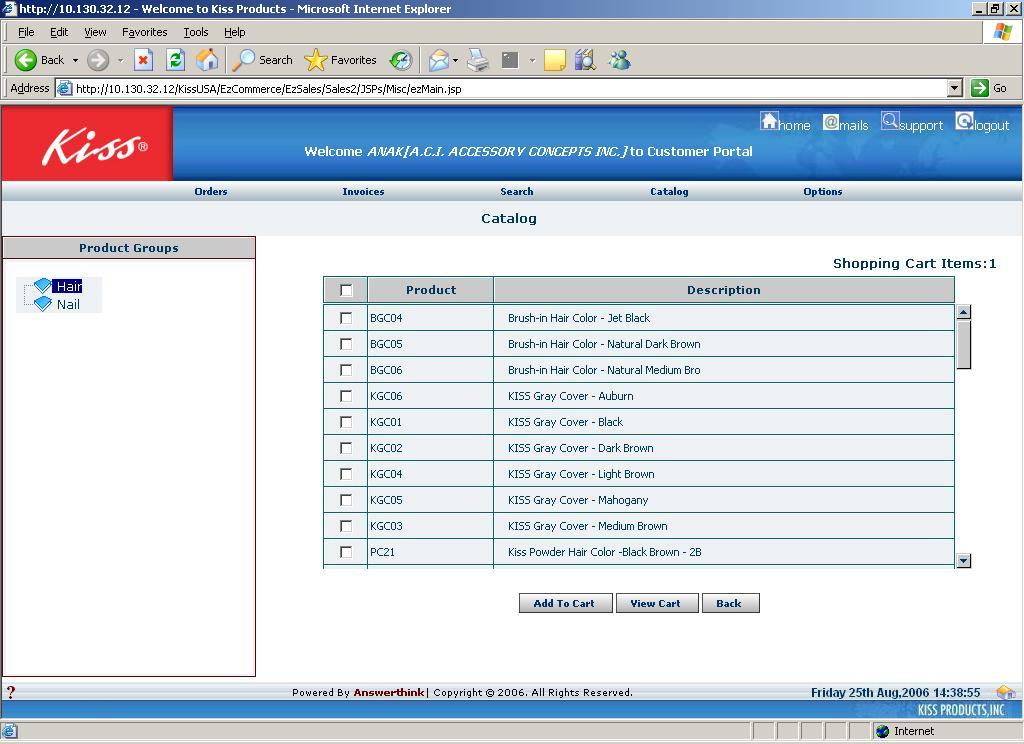 http://10.130.32.12 - Welcome to Kiss Products - Microsoft Internet Explorer
File Edit View Favorites Tools Help
Back Search Favorites
Address http://10.130.32.12/KissUSA/EzCommerce/EzSales/Sales2/JSPs/Misc/ezMain.jsp Go
Kiss®
home mails support logout
Welcome ANAK[A.C.I. ACCESSORY CONCEPTS INC.] to Customer Portal
Orders Invoices Search Catalog Options
Catalog
Product Groups
Hair
Nail
Shopping Cart Items:1
Product Description
BGC04 Brush-in Hair Color - Jet Black
BGC05 Brush-in Hair Color - Natural Dark Brown
BGC06 Brush-in Hair Color - Natural Medium Bro
KGC06 KISS Gray Cover - Auburn
KGC01 KISS Gray Cover - Black
KGC02 KISS Gray Cover - Dark Brown
KGC04 KISS Gray Cover - Light Brown
KGC05 KISS Gray Cover - Mahogany
KGC03 KISS Gray Cover - Medium Brown
PC21 Kiss Powder Hair Color -Black Brown - 2B
Add To Cart View Cart Back
? Powered By Answerthink| Copyright © 2006. All Rights Reserved. Friday 25th Aug,2006 14:38:55
KISS PRODUCTS,INC
Internet